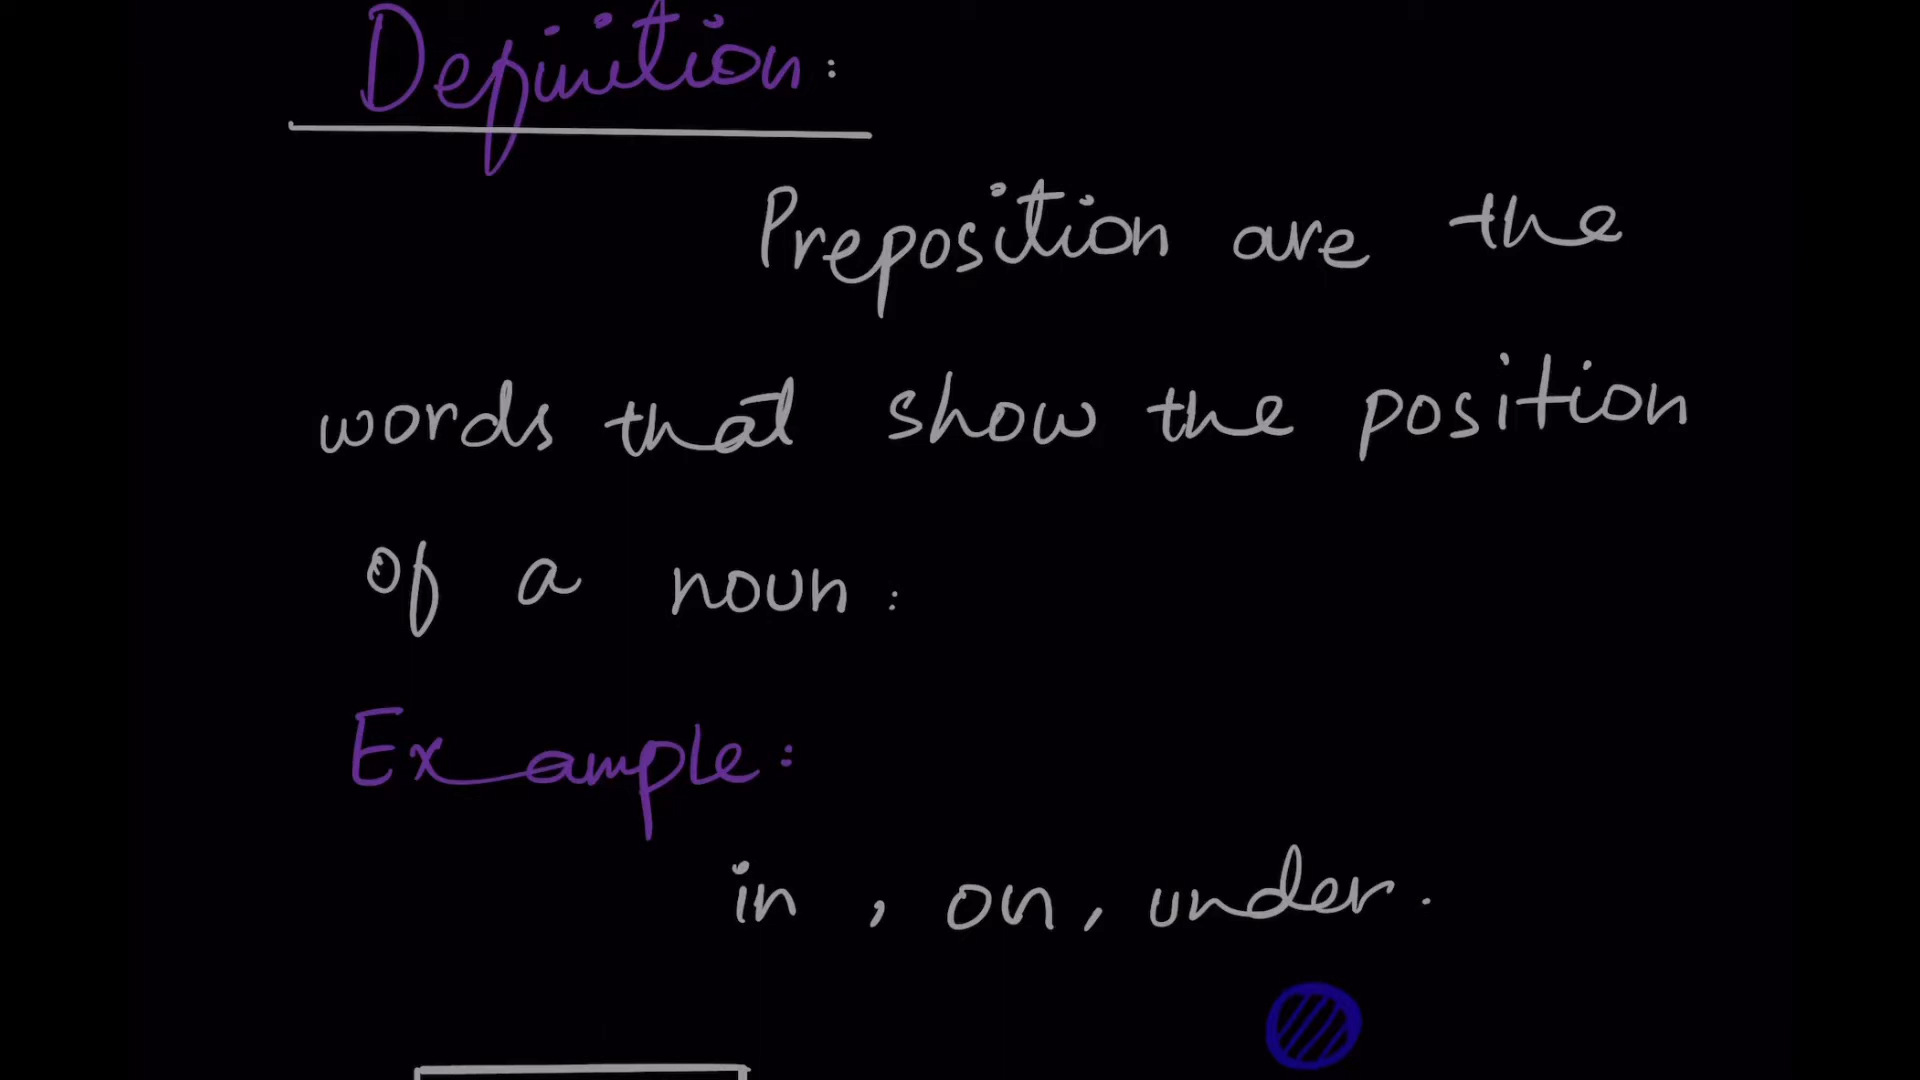 Definition:
Preposition are the
words that show the position
of a noun:
Example:
in, on, under.